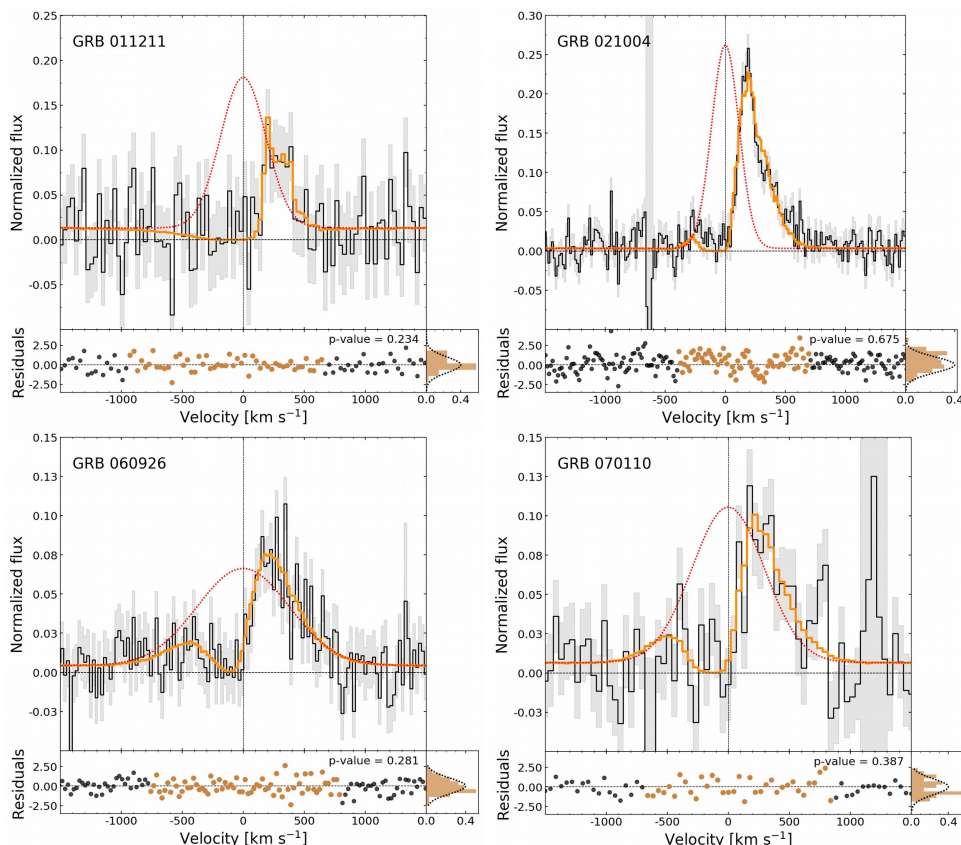 GRB 011211
Normalized flux
0.25
0.20
0.15
0.10
0.05
0.00
-0.05
Residuals
2.50
0.00
-2.50
p-value = 0.234
-1000 -500 0 500 1000 0.0 0.4
Velocity [km s⁻¹]
GRB 021004
Normalized flux
0.30
0.25
0.20
0.15
0.10
0.05
0.00
-0.05
Residuals
2.50
0.00
-2.50
p-value = 0.675
-1000 -500 0 500 1000 0.0 0.4
Velocity [km s⁻¹]
GRB 060926
Normalized flux
0.15
0.13
0.10
0.08
0.05
0.03
0.00
-0.03
Residuals
2.50
0.00
-2.50
p-value = 0.281
-1000 -500 0 500 1000 0.0 0.4
Velocity [km s⁻¹]
GRB 070110
Normalized flux
0.15
0.13
0.10
0.08
0.05
0.03
0.00
-0.03
Residuals
2.50
0.00
-2.50
p-value = 0.387
-1000 -500 0 500 1000 0.0 0.4
Velocity [km s⁻¹]